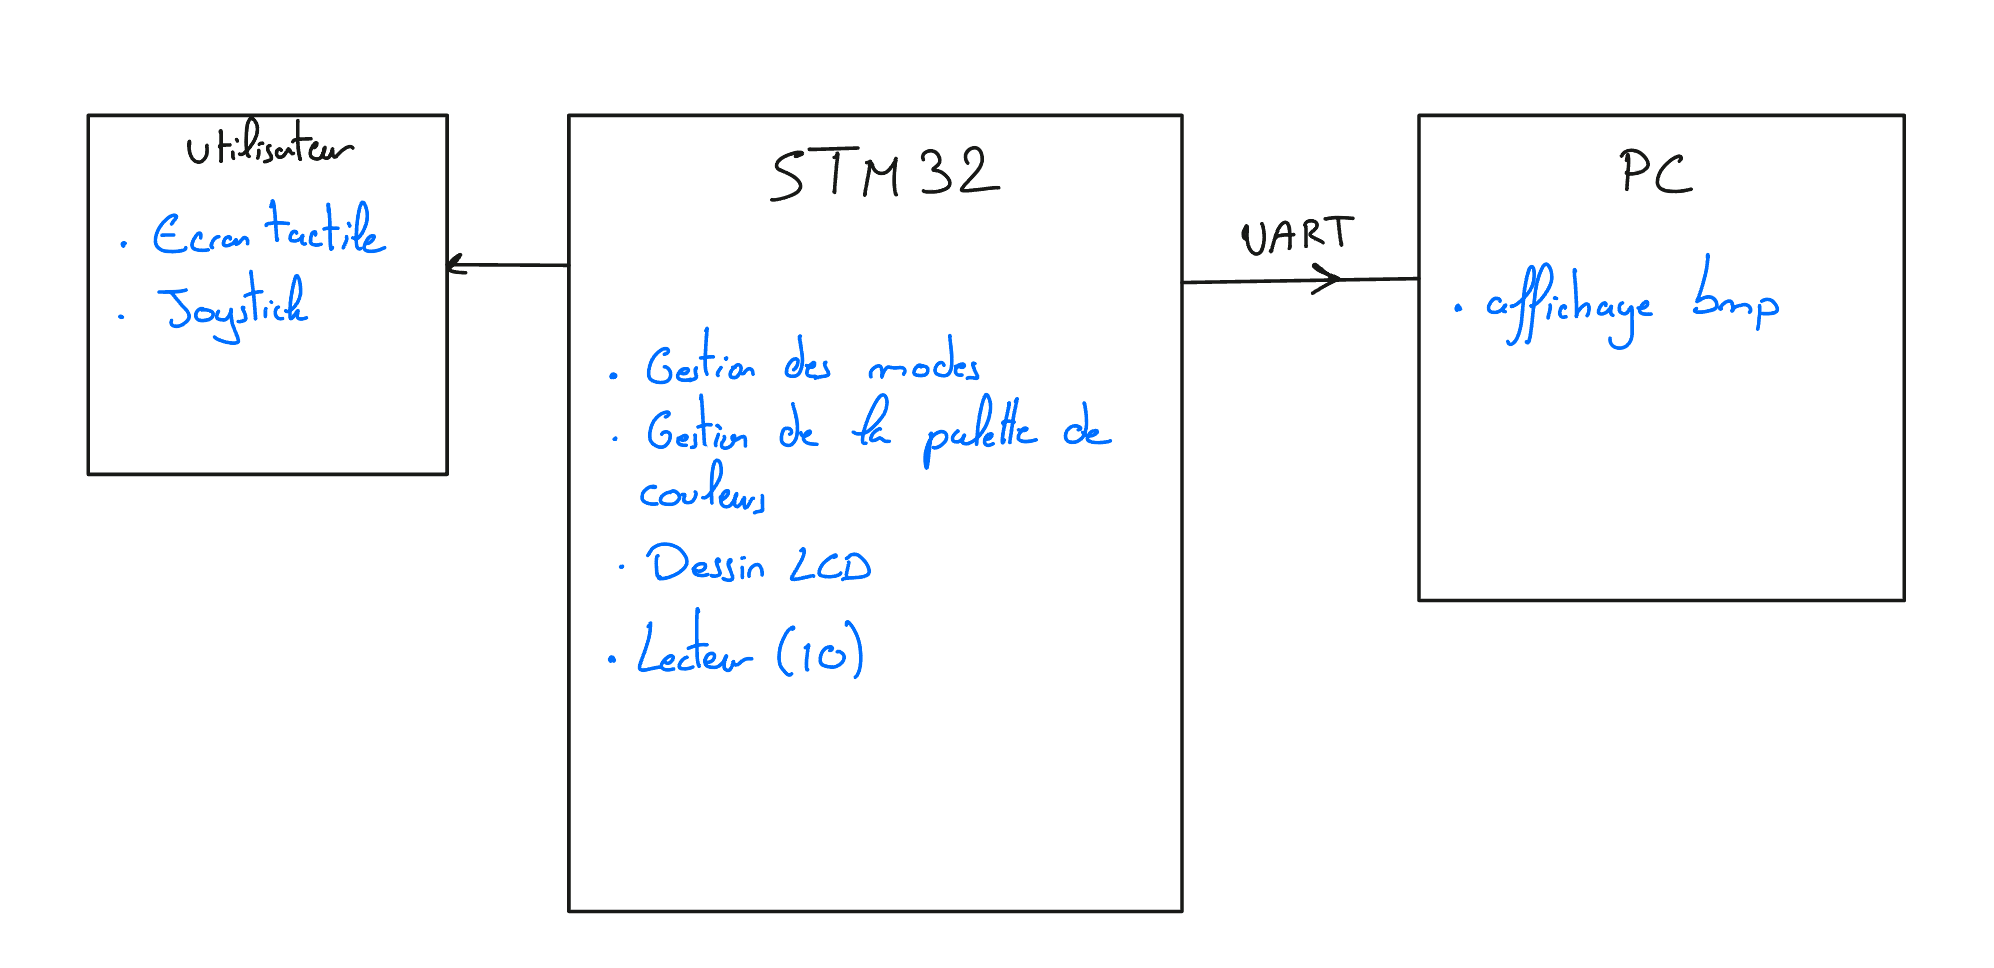 utilisateur
· Ecran tactile
· Joystick
STM32
· Gestion des modes
· Gestion de la palette de
couleurs
· Dessin LCD
· Lecteur (10)
UART
PC
· affichage bmp